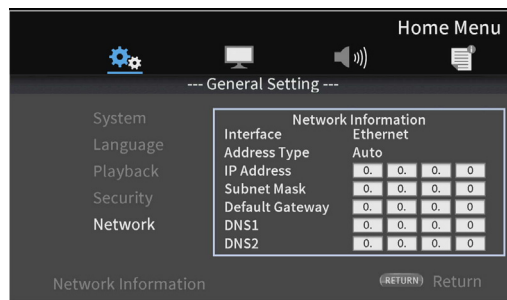 Home Menu
--- General Setting ---
System
Language
Playback
Security
Network
Network Information
Interface Ethernet
Address Type Auto
IP Address 0. 0. 0. 0
Subnet Mask 0. 0. 0. 0
Default Gateway 0. 0. 0. 0
DNS1 0. 0. 0. 0
DNS2 0. 0. 0. 0
Network Information RETURN Return